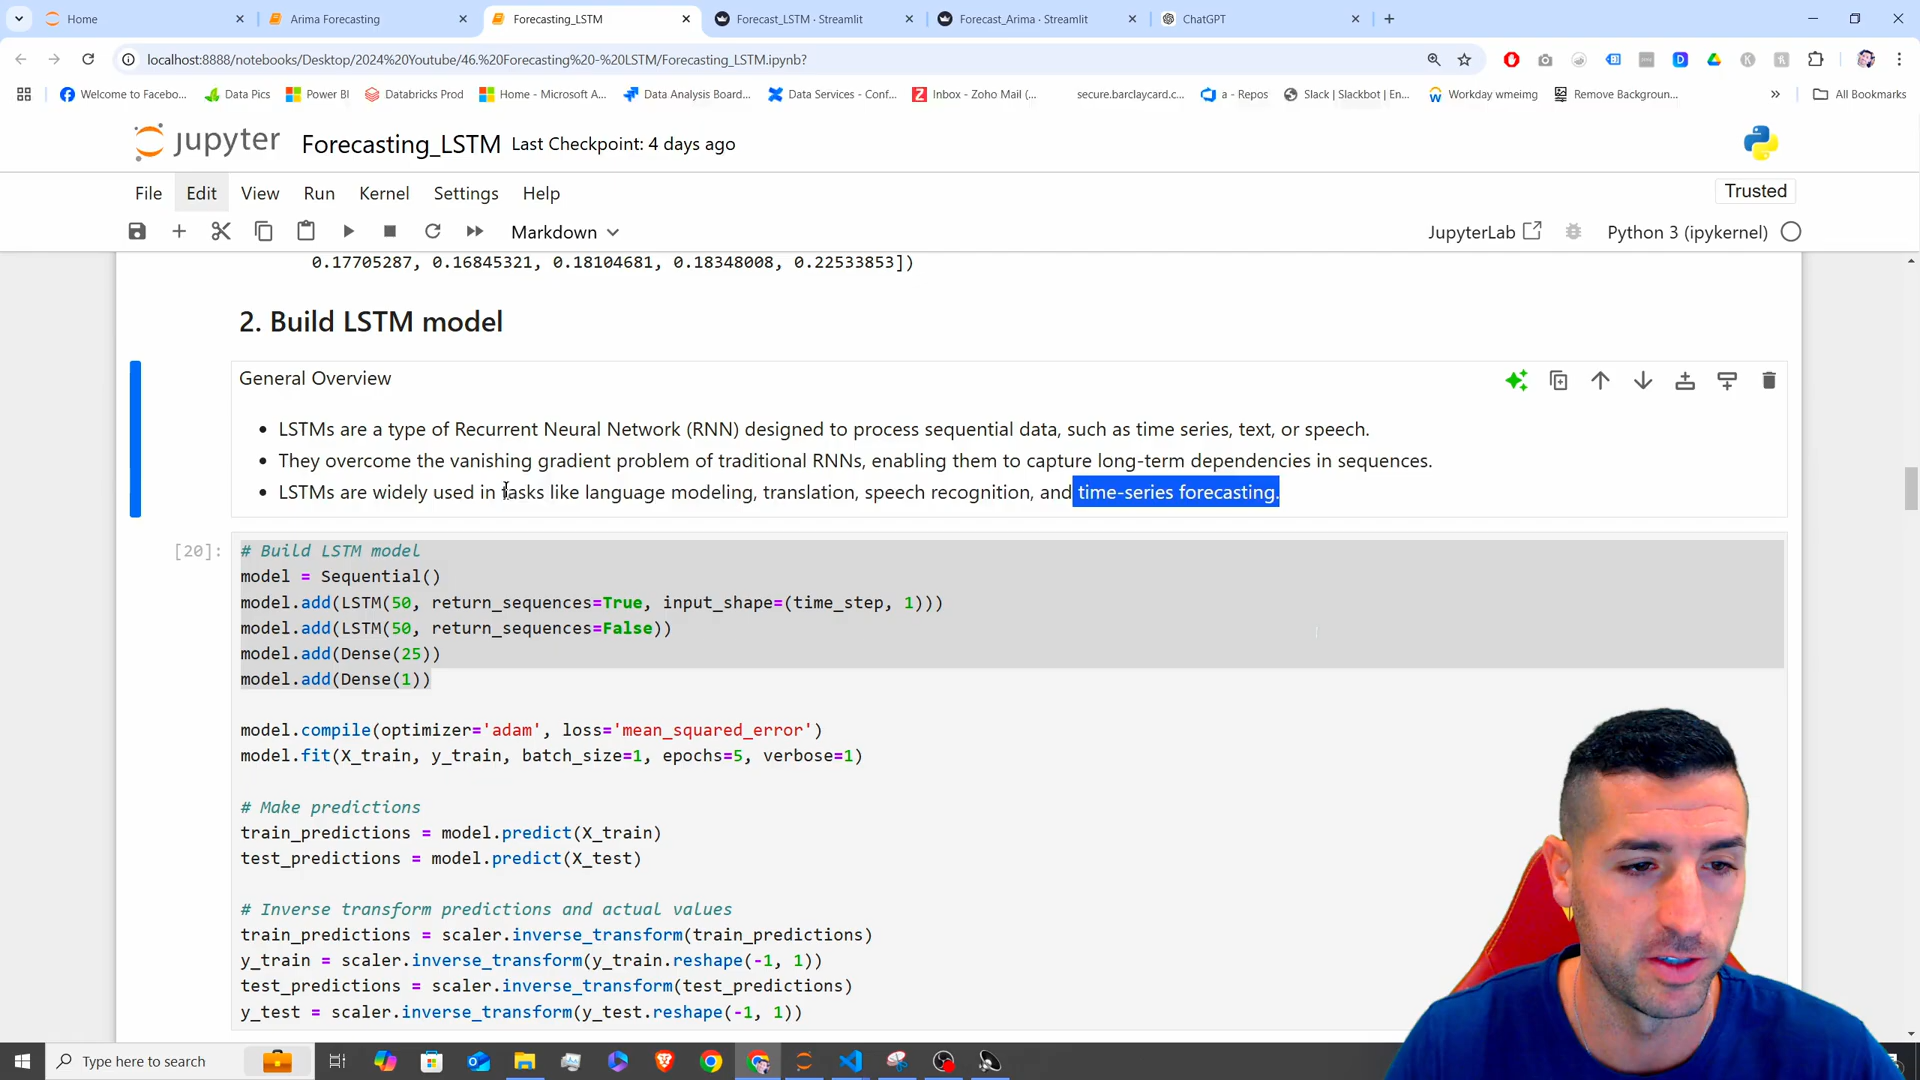 Home
Arima Forecasting
Forecasting_LSTM
Forecast_LSTM · Streamlit
Forecast_Arima · Streamlit
ChatGPT
localhost:8888/notebooks/Desktop/2024%20Youtube/46.%20Forecasting%20-%20LSTM/Forecasting_LSTM.ipynb?
Welcome to Facebo...
Data Pics
Power BI
Databricks Prod
Home - Microsoft A...
Data Analysis Board...
Data Services - Conf...
Inbox - Zoho Mail (...
secure.barclaycard.c...
a - Repos
Slack | Slackbot | En...
Workday wmeimg
Remove Backgroun...
All Bookmarks
jupyter
Forecasting_LSTM
Last Checkpoint: 4 days ago
File
Edit
View
Run
Kernel
Settings
Help
Trusted
Markdown
JupyterLab
Python 3 (ipykernel)
0.17705287, 0.16845321, 0.18104681, 0.18348008, 0.22533853])
2. Build LSTM model
General Overview
• LSTMs are a type of Recurrent Neural Network (RNN) designed to process sequential data, such as time series, text, or speech.
• They overcome the vanishing gradient problem of traditional RNNs, enabling them to capture long-term dependencies in sequences.
• LSTMs are widely used in tasks like language modeling, translation, speech recognition, and time-series forecasting.
[20]:
# Build LSTM model
model = Sequential()
model.add(LSTM(50, return_sequences=True, input_shape=(time_step, 1)))
model.add(LSTM(50, return_sequences=False))
model.add(Dense(25))
model.add(Dense(1))
model.compile(optimizer='adam', loss='mean_squared_error')
model.fit(X_train, y_train, batch_size=1, epochs=5, verbose=1)
# Make predictions
train_predictions = model.predict(X_train)
test_predictions = model.predict(X_test)
# Inverse transform predictions and actual values
train_predictions = scaler.inverse_transform(train_predictions)
y_train = scaler.inverse_transform(y_train.reshape(-1, 1))
test_predictions = scaler.inverse_transform(test_predictions)
y_test = scaler.inverse_transform(y_test.reshape(-1, 1))
Type here to search